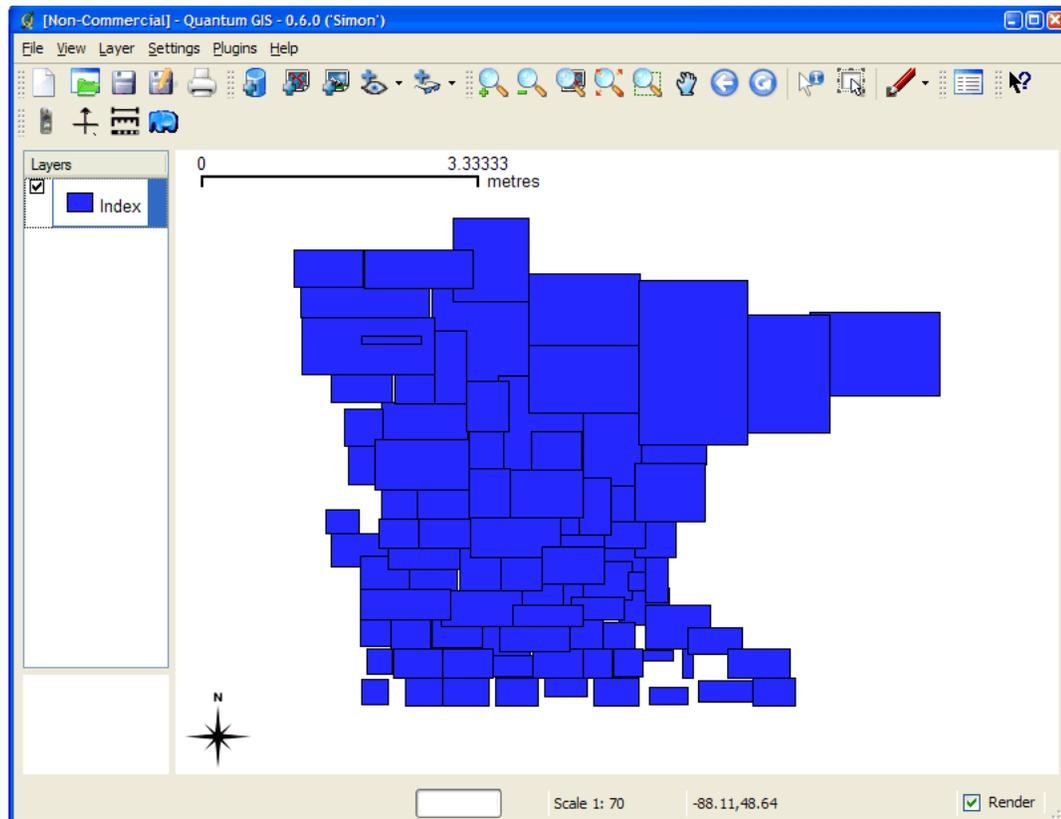 [Non-Commercial] - Quantum GIS - 0.6.0 ('Simon')
File View Layer Settings Plugins Help
Layers
Index
0 3.33333
metres
N
Scale 1: 70 -88.11,48.64 Render